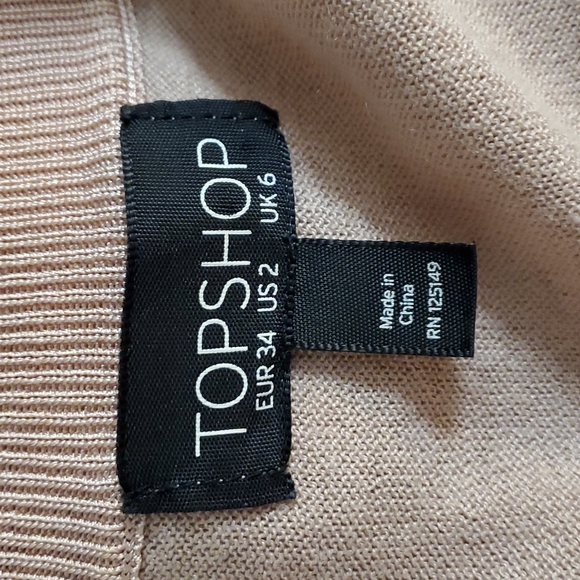 TOPSHOP
EUR 34 US 2 UK 6
Made in
China
RN 125149